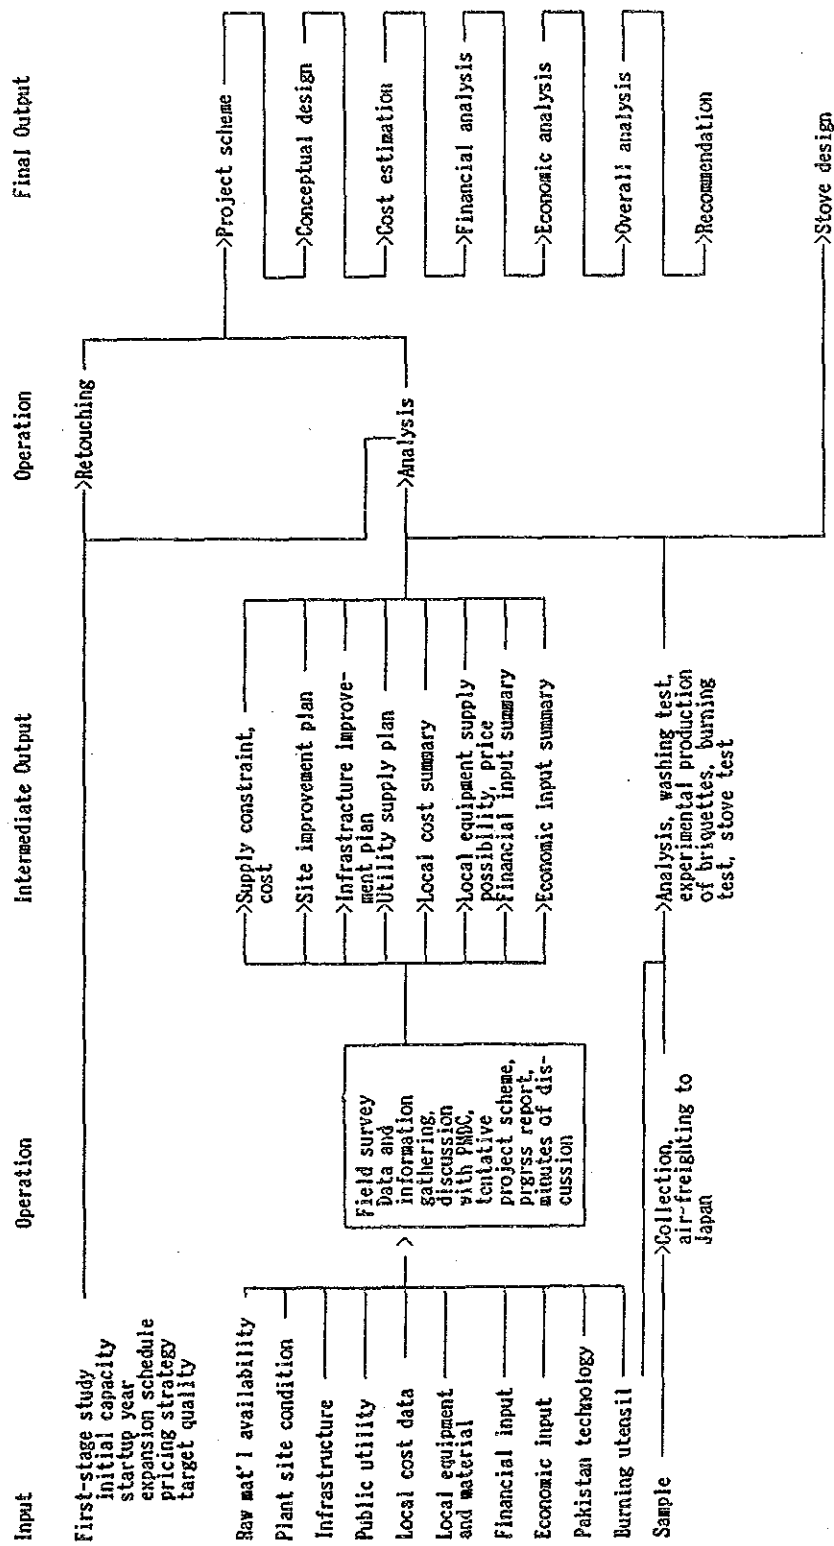 Input
Operation
Intermediate Output
Operation
Final Output
First-stage study
initial capacity
startup year
expansion schedule
pricing strategy
target quality
>Retouching
Raw mat'l availability
Plant site condition
Infrastructure
Public utility
Local cost data
Local equipment
and material
Financial input
Economic input
Pakistan technology
Burning utensil
Sample
>
Field survey
Data and
information
gathering,
discussion
with PMDC,
tentative
project scheme,
prgrss report,
minutes of dis-
cussion
>Collection,
air-freighting to
Japan
>Supply constraint,
cost
>Site improvement plan
>Infrastracture improve-
ment plan
>Utility supply plan
>Local cost summary
>Local equipment supply
possibility, price
>Financial input summary
>Economic input summary
>Analysis, washing test,
experimental production
of briquettes, burning
test, stove test
>Analysis
>Project scheme
>Conceptual design
>Cost estimation
>Financial analysis
>Economic analysis
>Overall analysis
>Recommendation
>Stove design